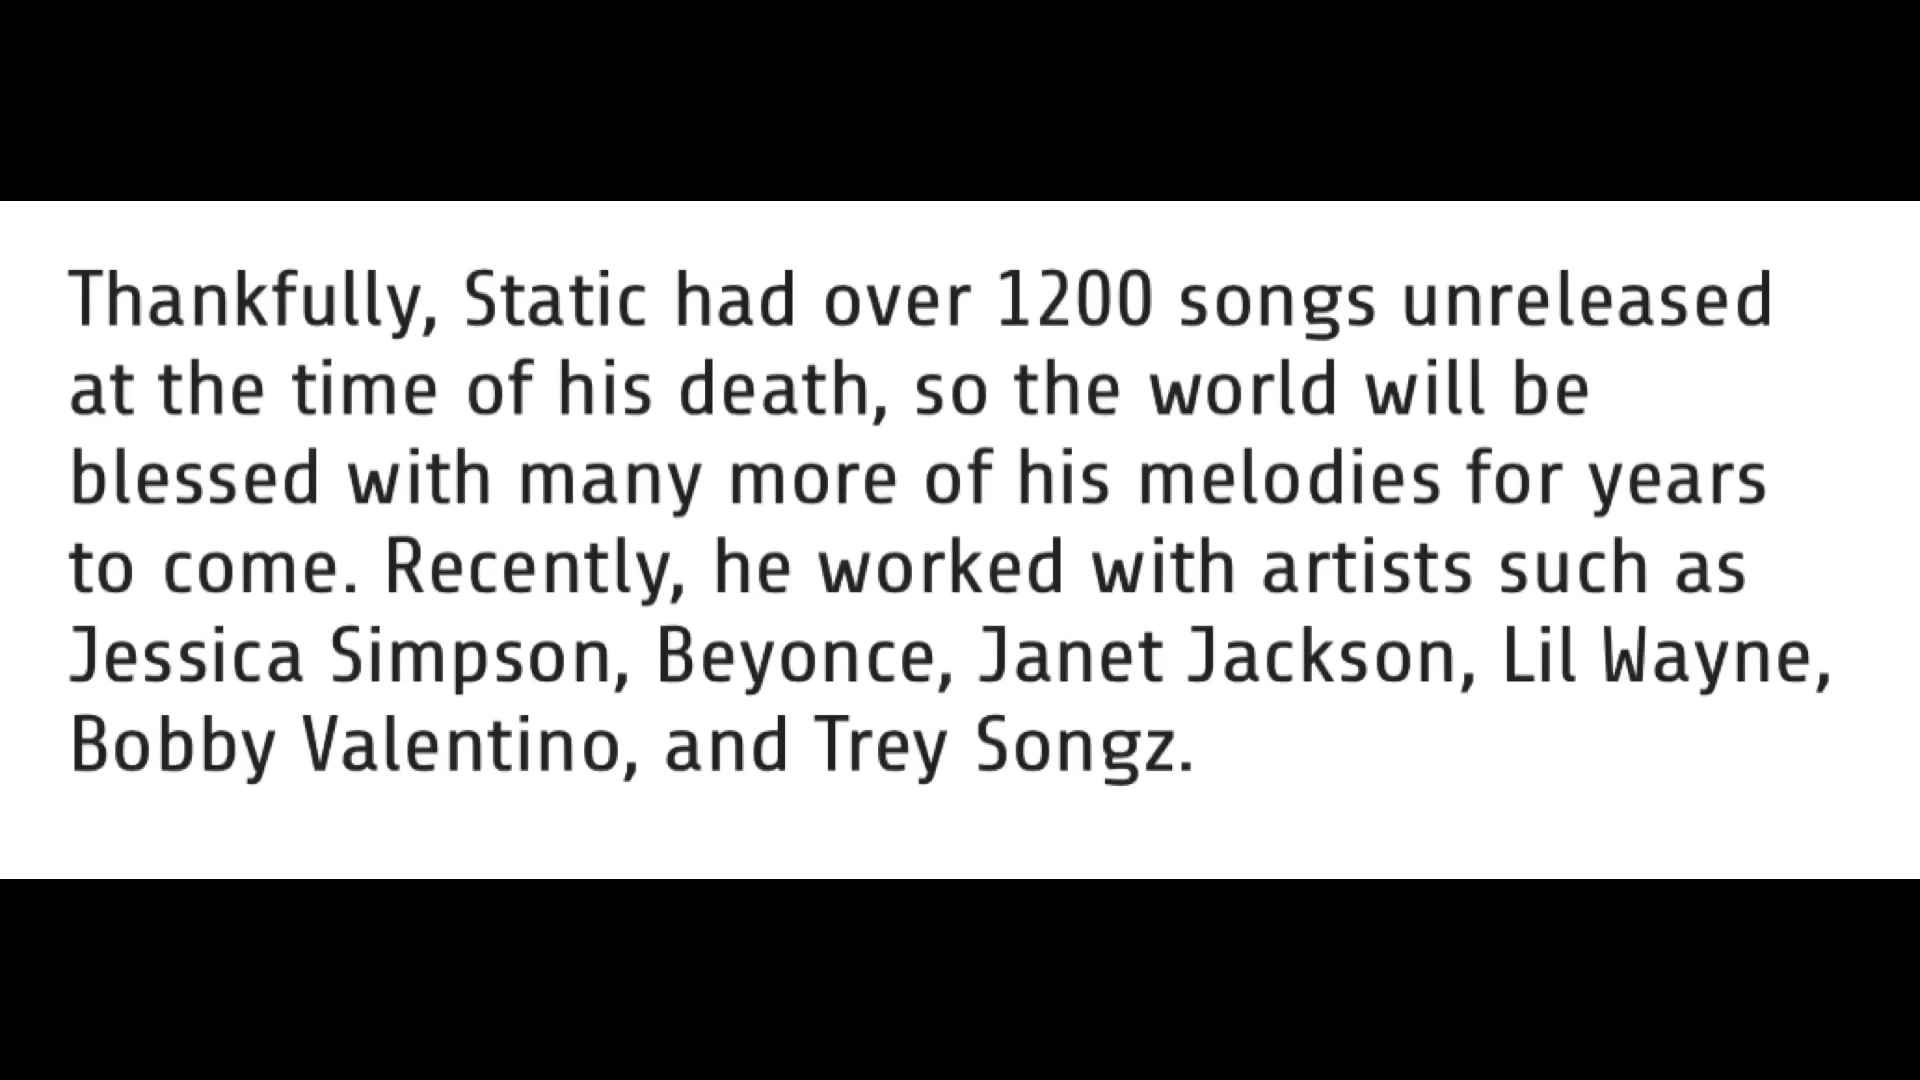 Thankfully, Static had over 1200 songs unreleased
at the time of his death, so the world will be
blessed with many more of his melodies for years
to come. Recently, he worked with artists such as
Jessica Simpson, Beyonce, Janet Jackson, Lil Wayne,
Bobby Valentino, and Trey Songz.